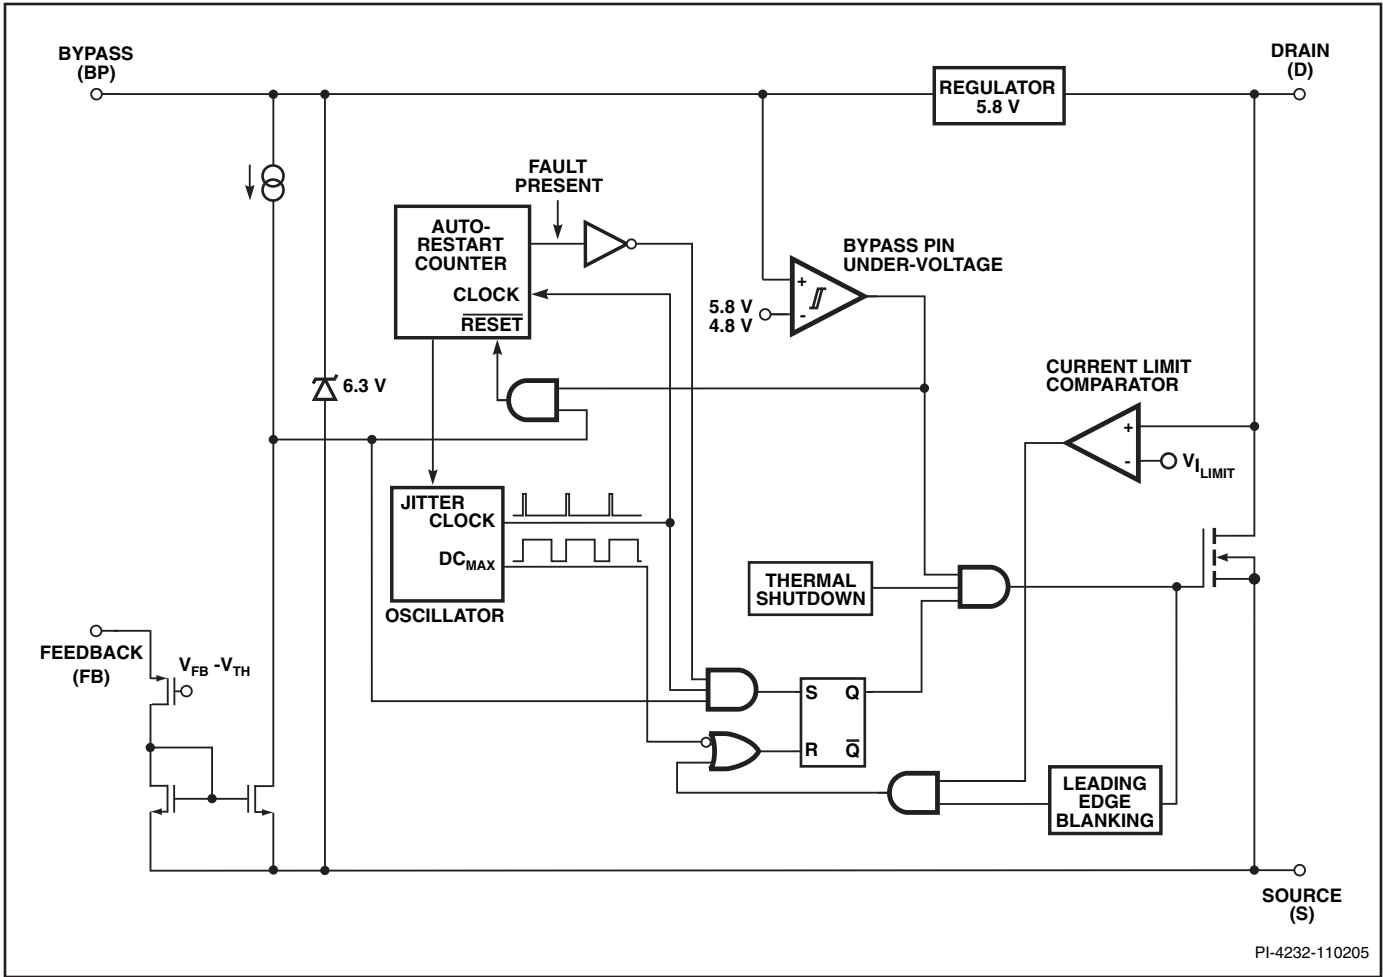 BYPASS
(BP)
DRAIN
(D)
REGULATOR
5.8 V
FAULT
PRESENT
AUTO-
RESTART
COUNTER
CLOCK
RESET
BYPASS PIN
UNDER-VOLTAGE
+
-
5.8 V
4.8 V
6.3 V
CURRENT LIMIT
COMPARATOR
+
-
VILIMIT
JITTER
CLOCK
DCMAX
OSCILLATOR
THERMAL
SHUTDOWN
FEEDBACK
(FB)
VFB -VTH
S Q
R Q
LEADING
EDGE
BLANKING
SOURCE
(S)
PI-4232-110205